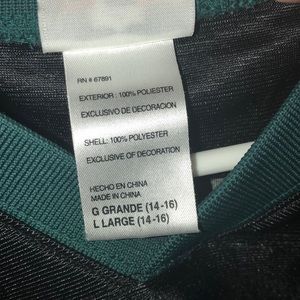 RN # 67891
EXTERIOR : 100% POLIESTER
EXCLUSIVO DE DECORACION
SHELL: 100% POLYESTER
EXCLUSIVE OF DECORATION
HECHO EN CHINA
MADE IN CHINA
G GRANDE (14-16)
L LARGE (14-16)